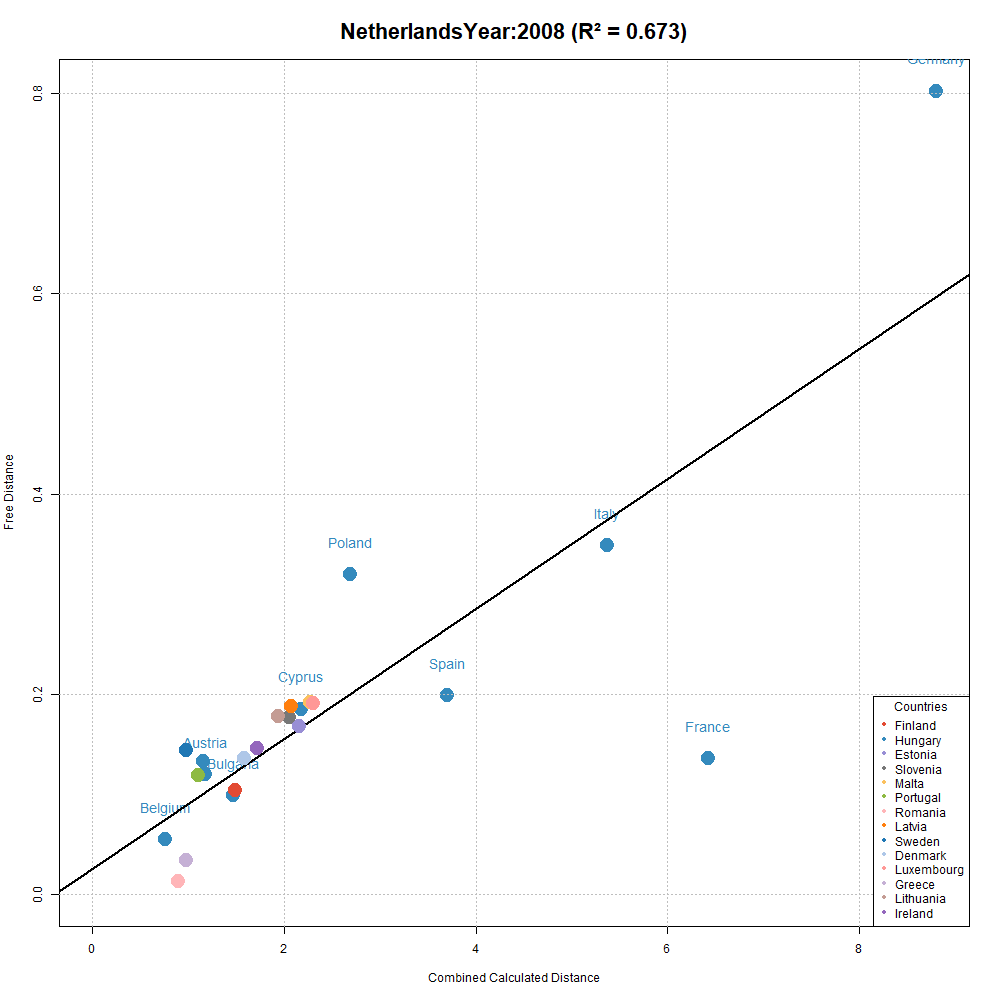 NetherlandsYear:2008 (R² = 0.673)
Germany
0.8
0.6
0.4
0.2
0.0
Free Distance
Italy
Poland
Spain
Cyprus
France
Austria
Bulgaria
Belgium
Countries
Finland
Hungary
Estonia
Slovenia
Malta
Portugal
Romania
Latvia
Sweden
Denmark
Luxembourg
Greece
Lithuania
Ireland
0 2 4 6 8
Combined Calculated Distance